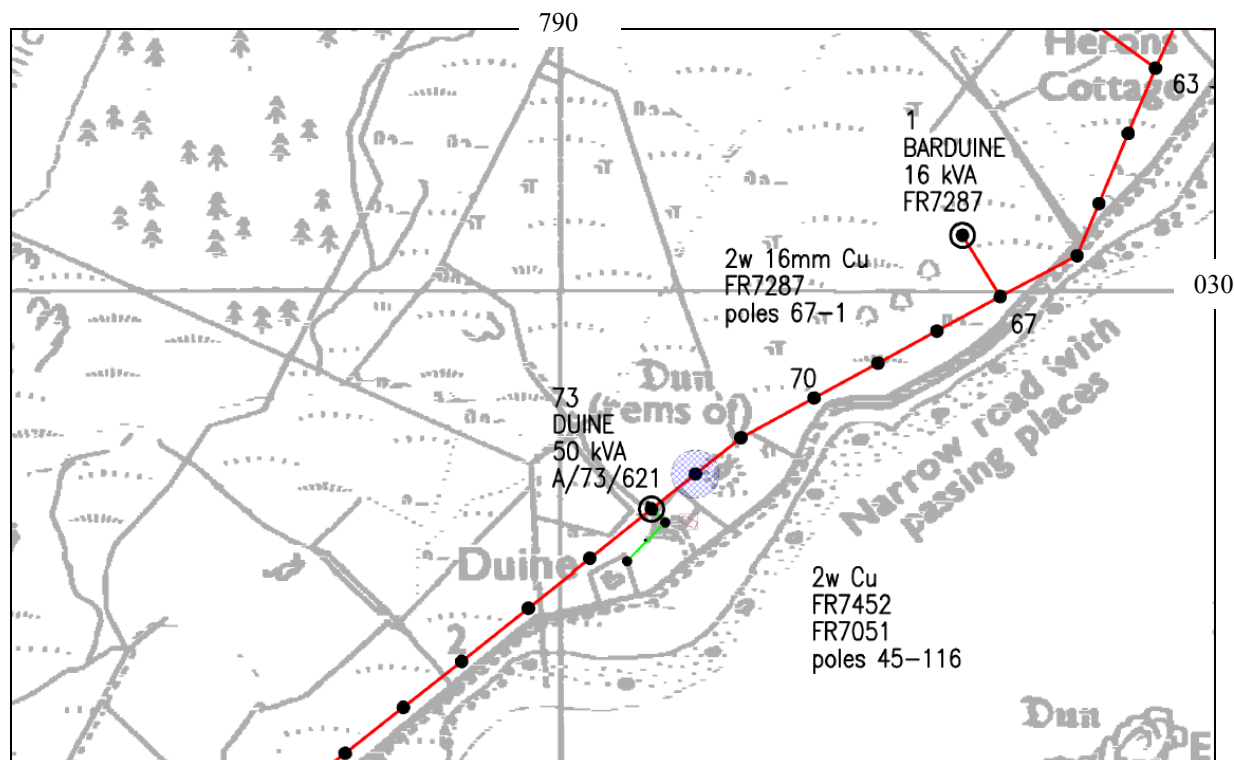 790
Herons
Cottage
63
1
BARDUINE
16 kVA
FR7287
2w 16mm Cu
FR7287
poles 67-1
030
67
Narrow road with
passing places
70
Dun
(rems of)
73
DUINE
50 kVA
A/73/621
Duine
2w Cu
FR7452
FR7051
poles 45-116
2
Dun
E